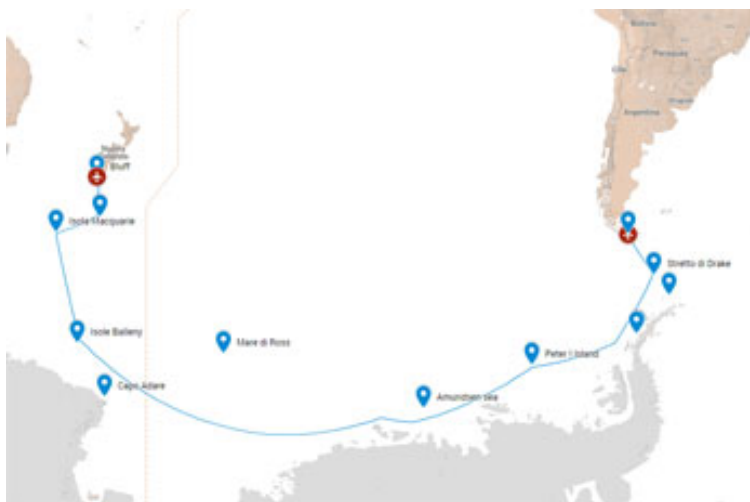 Bolivia
Paraguay
Cile
Uruguay
Argentina
Nuova
Bluff
Isole Macquarie
Stretto di Drake
Isole Balleny
Mare di Ross
Peter I Island
Capo Adare
Amundsen sea